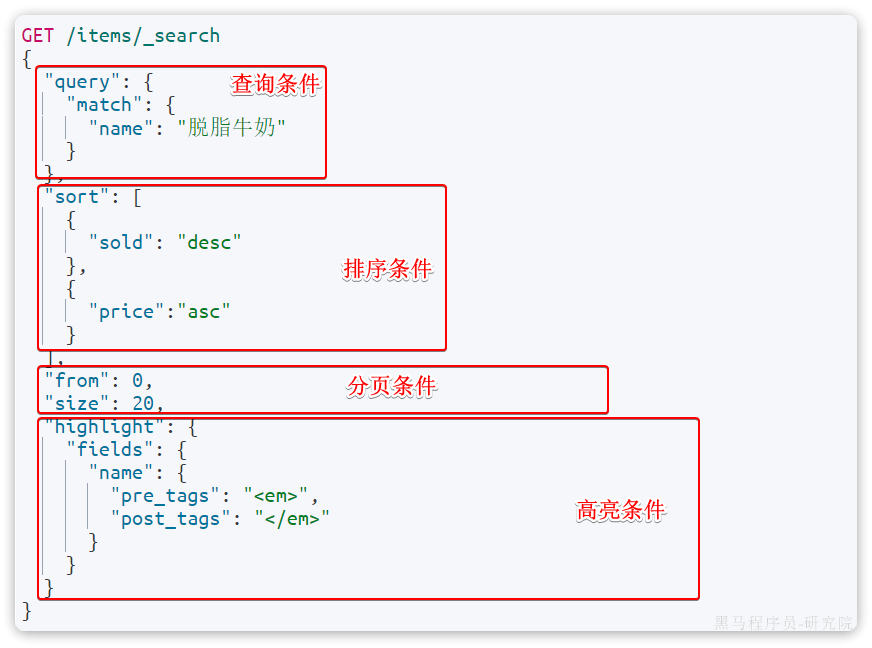 GET /items/_search
{
"query": {
查询条件
"match": {
"name": "脱脂牛奶"
}
},
"sort": [
{
"sold": "desc"
},
排序条件
{
"price":"asc"
}
],
"from": 0,
分页条件
"size": 20,
"highlight": {
"fields": {
"name": {
"pre_tags": "<em>",
高亮条件
"post_tags": "</em>"
}
}
}
}
黑马程序员-研究院